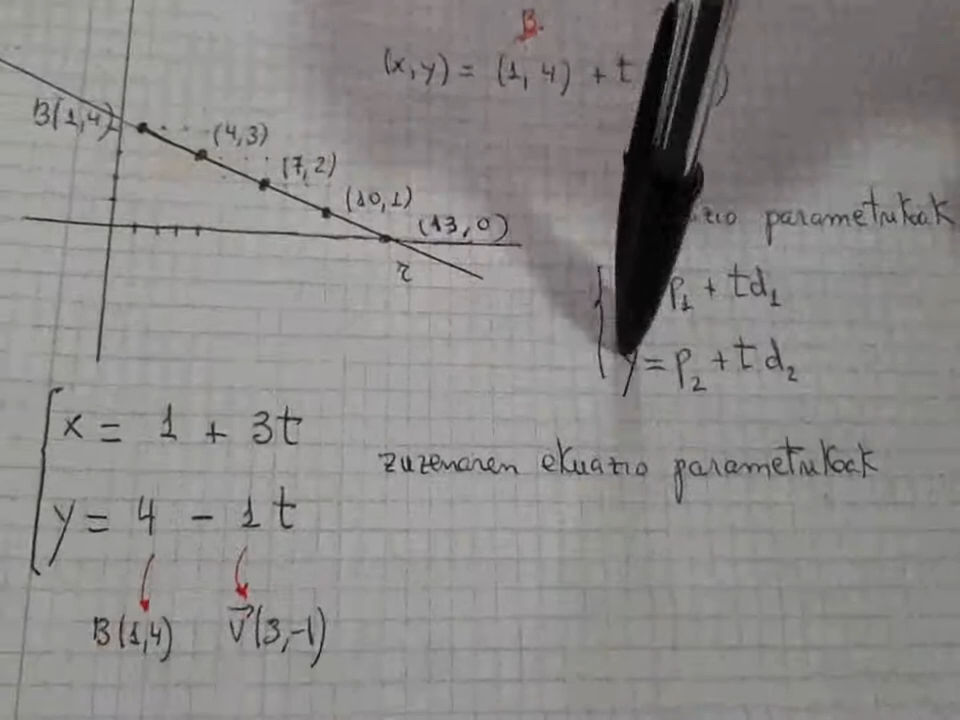 B
(x,y) = (1,4) + t
)
B(1,4)
(4,3)
(7,2)
(10,1)
(13,0)
r
parametrikoak
p₁ + td₁
y = p₂ + t d₂
x = 1 + 3t
y = 4 - 1t
zuzenaren ekuazio parametrikoak
B(1,4) v⃗(3,-1)